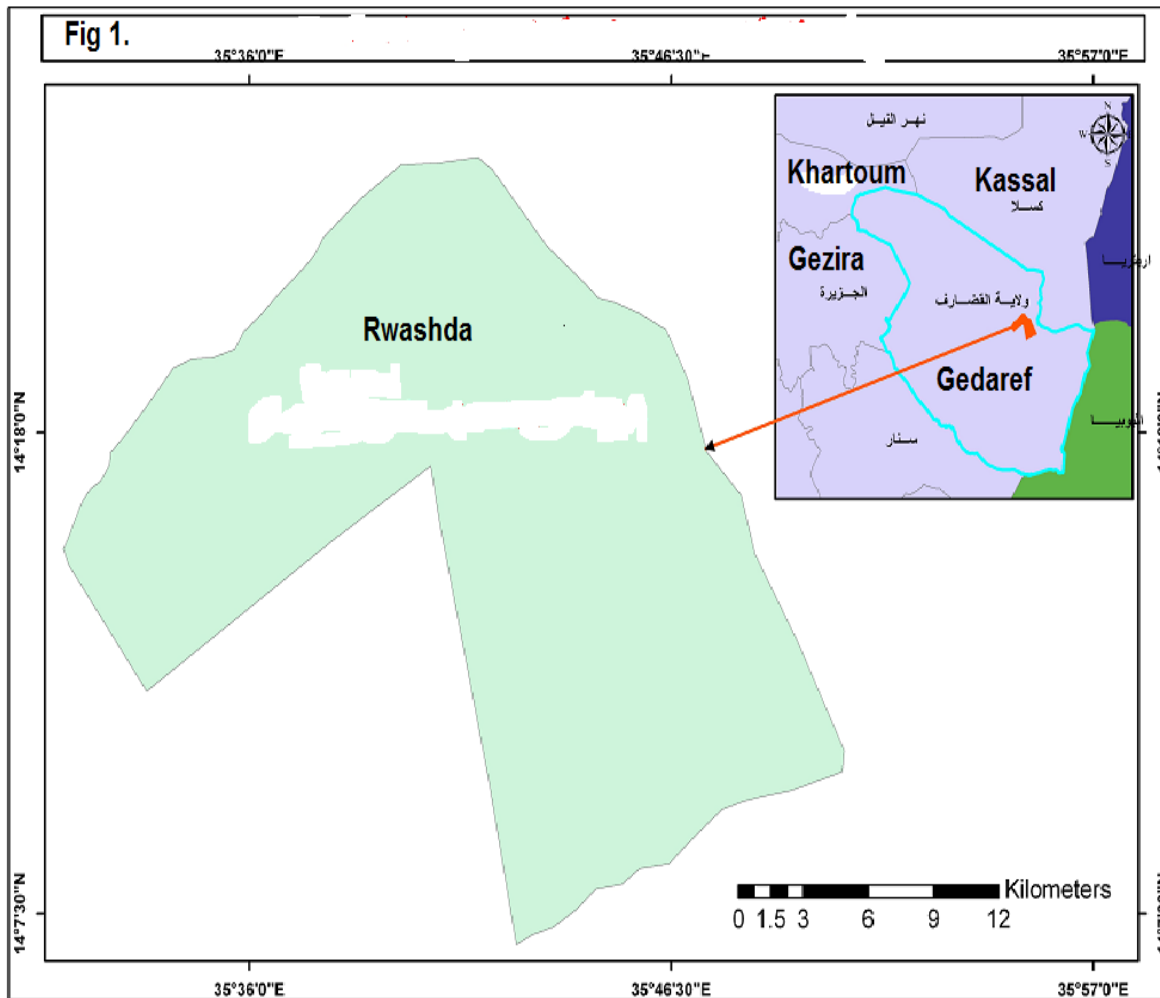 Fig 1.
35°36'0"E 35°46'30"E 35°57'0"E
نهر النيل
N
W
S
Khartoum
Kassal
كسلا
Gezira
الجزيرة
ارتريا
ولاية القضارف
Rwashda
Gedaref
اثيوبيا
سنار
14°18'0"N
14°7'30"N
Kilometers
0 1.5 3 6 9 12
35°36'0"E 35°46'30"E 35°57'0"E